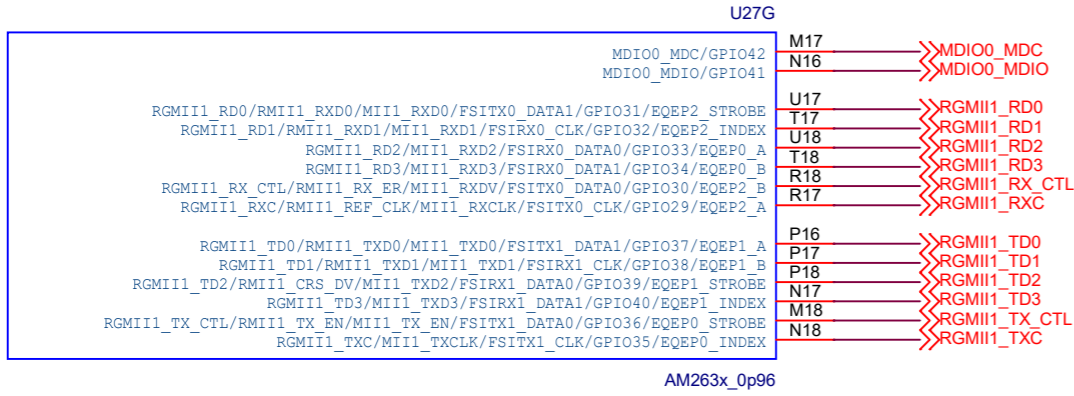 U27G
MDIO0_MDC/GPIO42 M17 MDIO0_MDC
MDIO0_MDIO/GPIO41 N16 MDIO0_MDIO
RGMII1_RD0/RMII1_RXD0/MII1_RXD0/FSITX0_DATA1/GPIO31/EQEP2_STROBE U17 RGMII1_RD0
RGMII1_RD1/RMII1_RXD1/MII1_RXD1/FSIRX0_CLK/GPIO32/EQEP2_INDEX T17 RGMII1_RD1
RGMII1_RD2/MII1_RXD2/FSIRX0_DATA0/GPIO33/EQEP0_A U18 RGMII1_RD2
RGMII1_RD3/MII1_RXD3/FSIRX0_DATA1/GPIO34/EQEP0_B T18 RGMII1_RD3
RGMII1_RX_CTL/RMII1_RX_ER/MII1_RXDV/FSITX0_DATA0/GPIO30/EQEP2_B R18 RGMII1_RX_CTL
RGMII1_RXC/RMII1_REF_CLK/MII1_RXCLK/FSITX0_CLK/GPIO29/EQEP2_A R17 RGMII1_RXC
RGMII1_TD0/RMII1_TXD0/MII1_TXD0/FSITX1_DATA1/GPIO37/EQEP1_A P16 RGMII1_TD0
RGMII1_TD1/RMII1_TXD1/MII1_TXD1/FSIRX1_CLK/GPIO38/EQEP1_B P17 RGMII1_TD1
RGMII1_TD2/RMII1_CRS_DV/MII1_TXD2/FSIRX1_DATA0/GPIO39/EQEP1_STROBE P18 RGMII1_TD2
RGMII1_TD3/MII1_TXD3/FSIRX1_DATA1/GPIO40/EQEP1_INDEX N17 RGMII1_TD3
RGMII1_TX_CTL/RMII1_TX_EN/MII1_TX_EN/FSITX1_DATA0/GPIO36/EQEP0_STROBE M18 RGMII1_TX_CTL
RGMII1_TXC/MII1_TXCLK/FSITX1_CLK/GPIO35/EQEP0_INDEX N18 RGMII1_TXC
AM263x_0p96